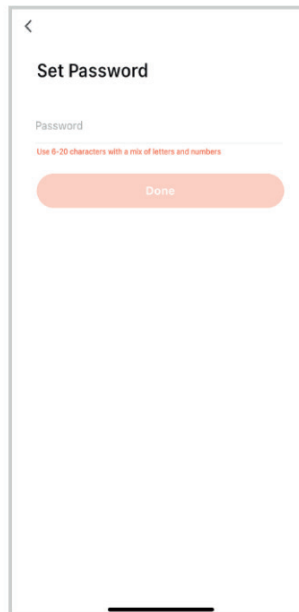 Set Password
Password
Use 6-20 characters with a mix of letters and numbers
Done